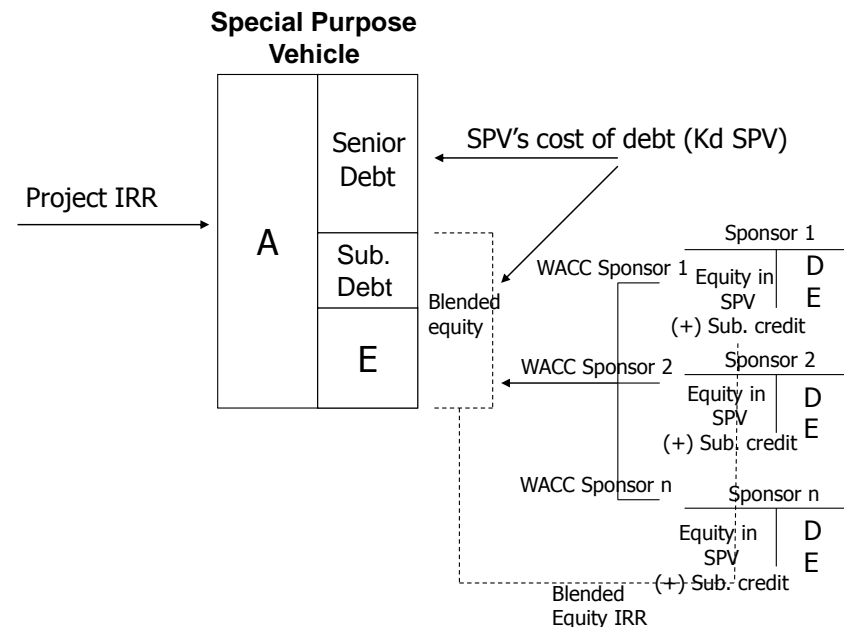 Special Purpose
Vehicle
Project IRR
A
Senior
Debt
Sub.
Debt
E
Blended
equity
SPV's cost of debt (Kd SPV)
WACC Sponsor 1
WACC Sponsor 2
WACC Sponsor n
Sponsor 1
Equity in
SPV
(+) Sub. credit
D
E
Sponsor 2
Equity in
SPV
(+) Sub. credit
D
E
Sponsor n
Equity in
SPV
(+) Sub. credit
D
E
Blended
Equity IRR